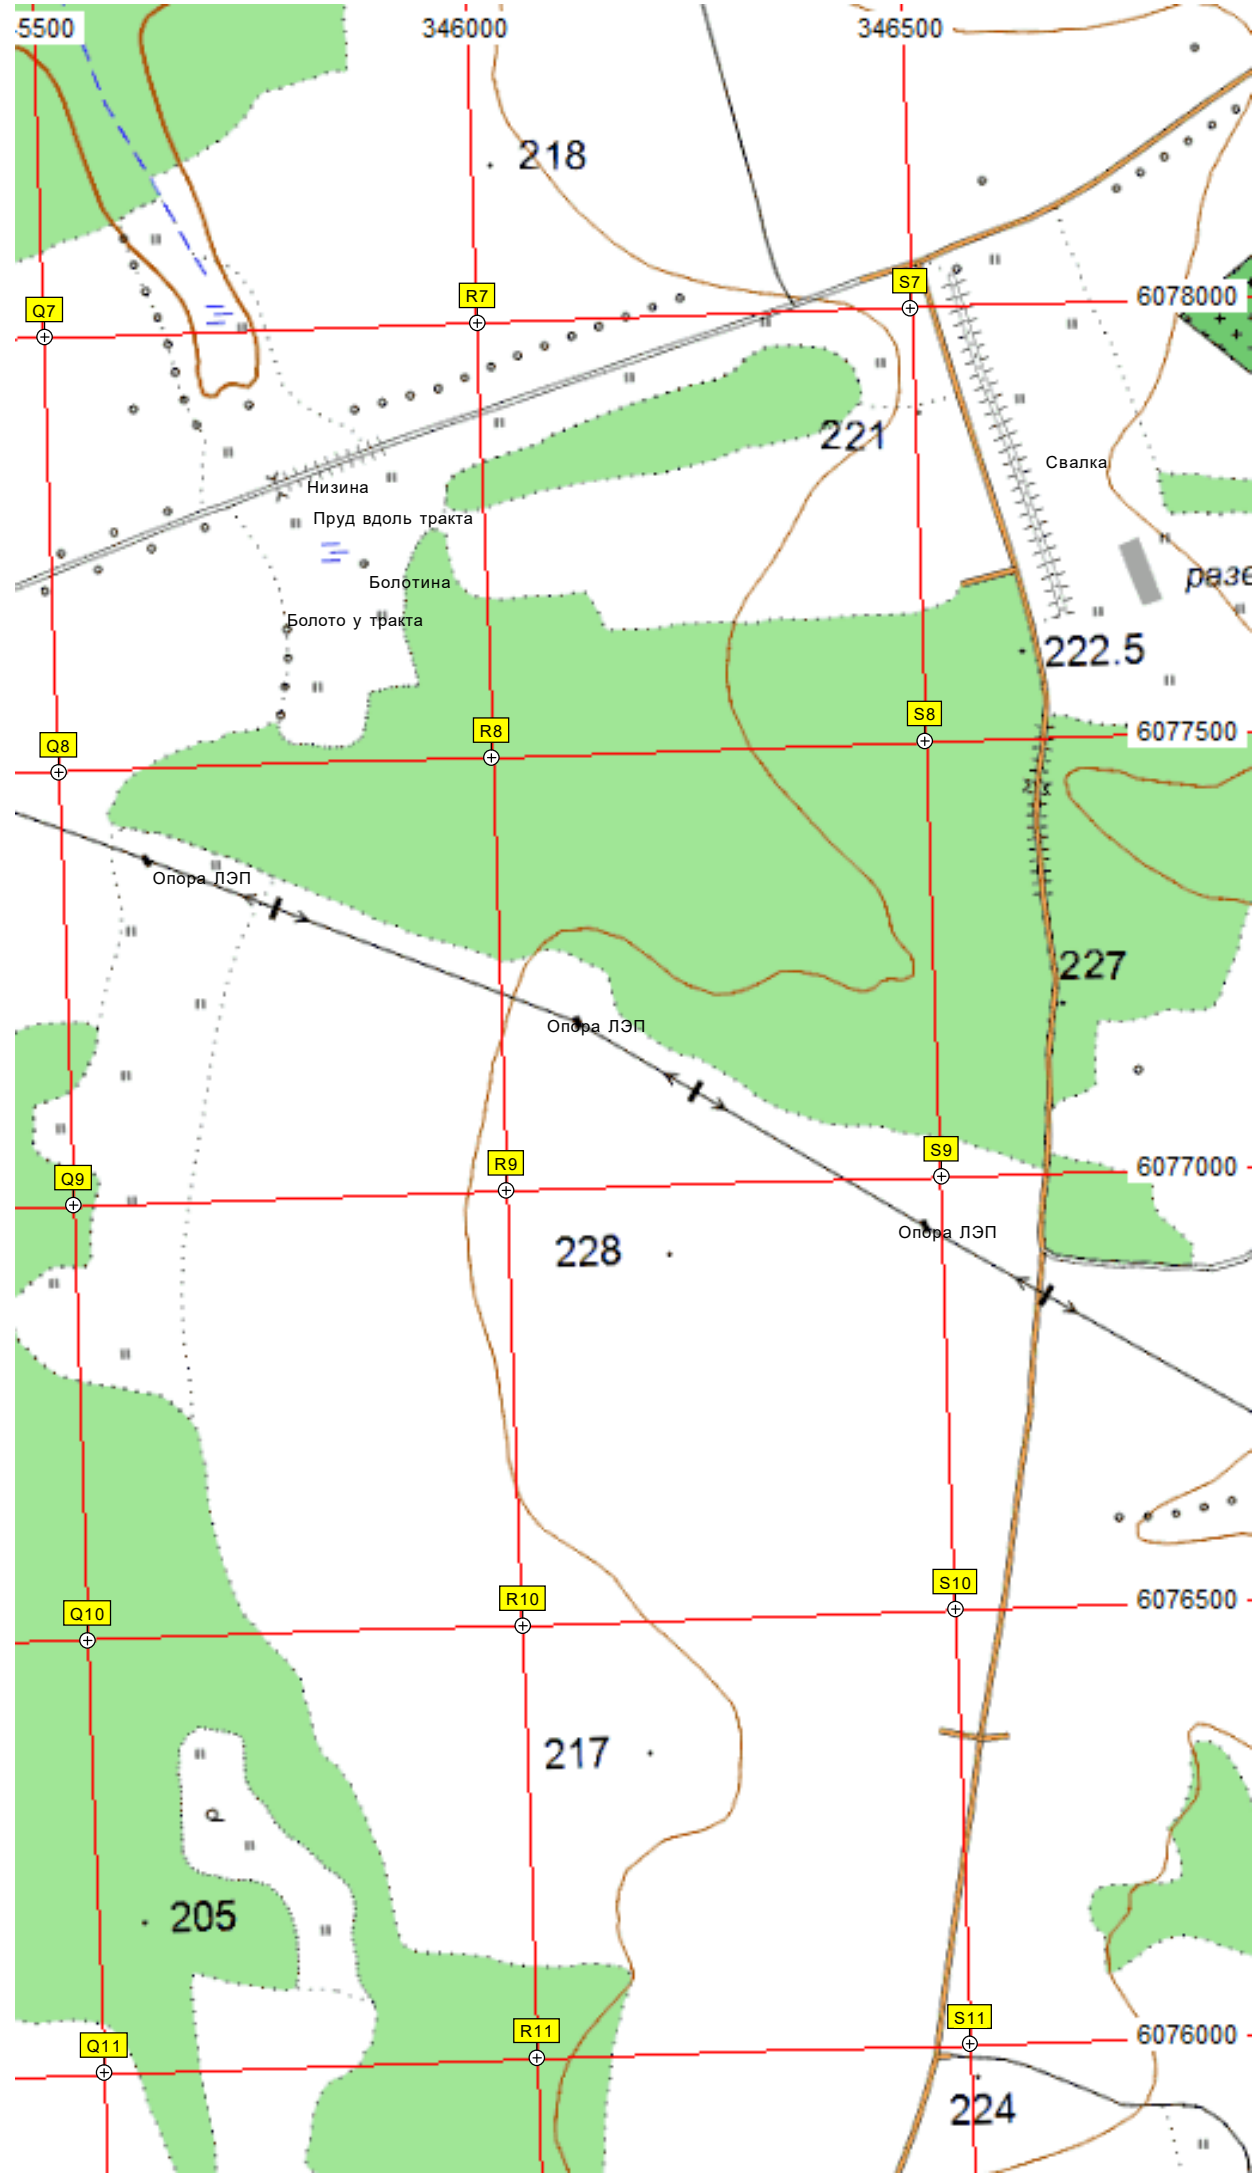 5500
346000
346500
218
S7
R7
6078000
Q7
221
Свалка
Низина
Пруд вдоль тракта
Болотина
разе
Болото у тракта
222.5
S8
R8
6077500
Q8
Опора ЛЭП
227
Опора ЛЭП
S9
R9
6077000
Q9
Опора ЛЭП
228
S10
R10
6076500
Q10
217
р
205
S11
R11
6076000
Q11
224